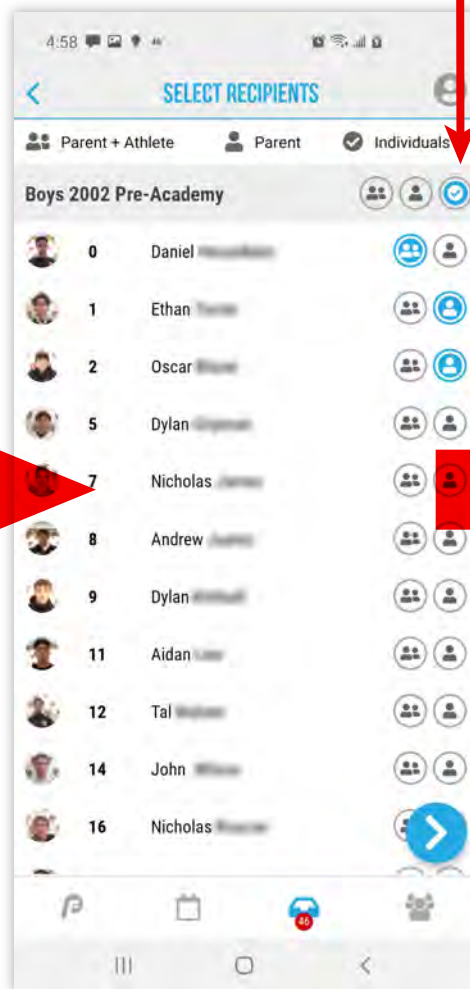 4:58
SELECT RECIPIENTS
Parent + Athlete Parent Individuals
Boys 2002 Pre-Academy
0 Daniel
1 Ethan
2 Oscar
5 Dylan
7 Nicholas
8 Andrew
9 Dylan
11 Aidan
12 Tal
14 John
16 Nicholas
46